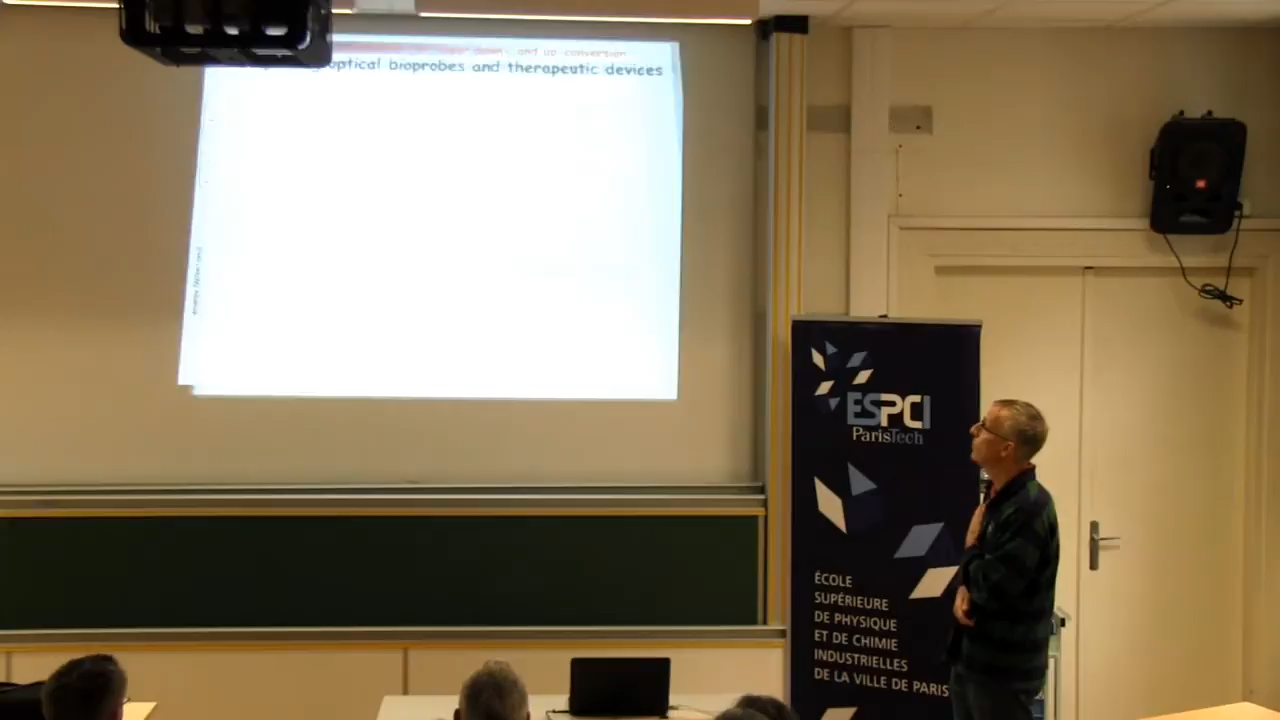 down- and up-conversion
optical bioprobes and therapeutic devices
ESPCI
ParisTech
ÉCOLE
SUPÉRIEURE
DE PHYSIQUE
ET DE CHIMIE
INDUSTRIELLES
DE LA VILLE DE PARIS